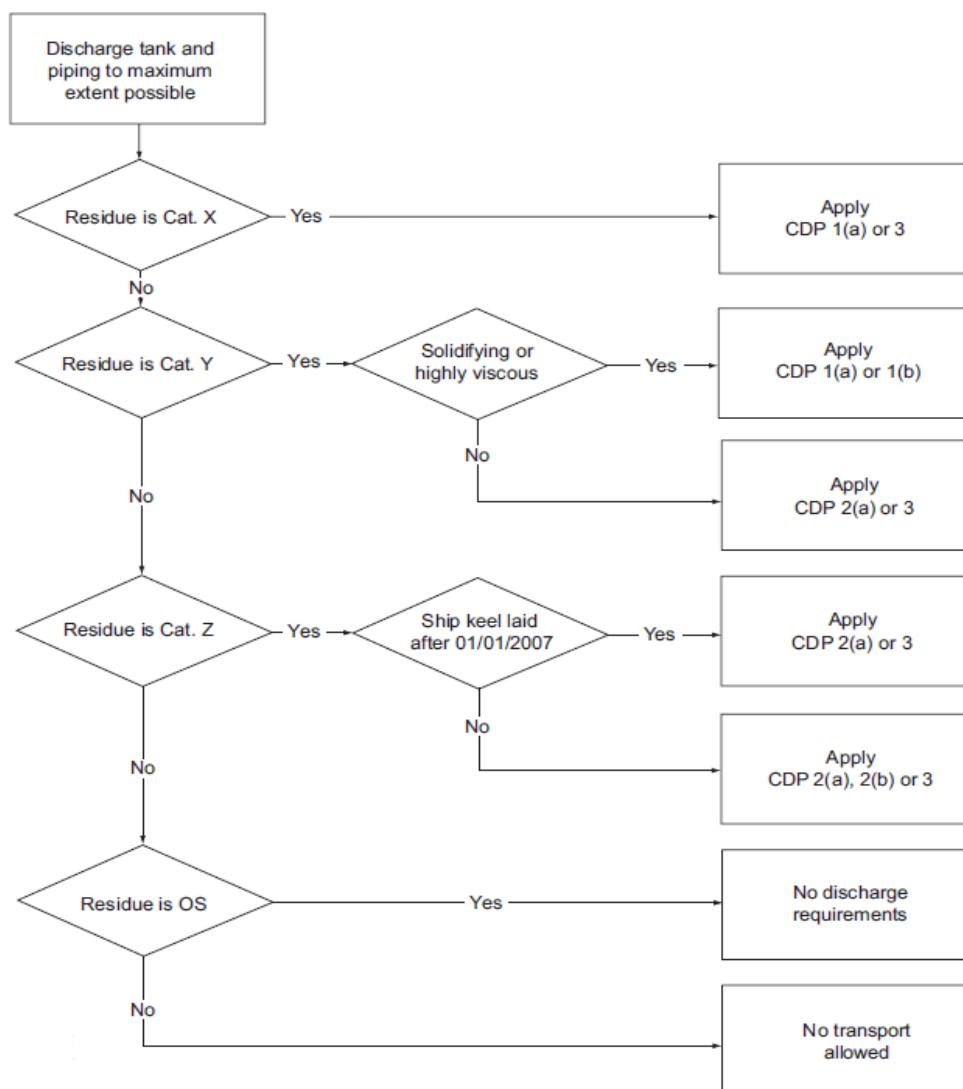 Discharge tank and
piping to maximum
extent possible
Residue is Cat. X
Yes
Apply
CDP 1(a) or 3
No
Residue is Cat. Y
Yes
Solidifying or
highly viscous
Yes
Apply
CDP 1(a) or 1(b)
No
Apply
CDP 2(a) or 3
No
Residue is Cat. Z
Yes
Ship keel laid
after 01/01/2007
Yes
Apply
CDP 2(a) or 3
No
Apply
CDP 2(a), 2(b) or 3
No
Residue is OS
Yes
No discharge
requirements
No
No transport
allowed